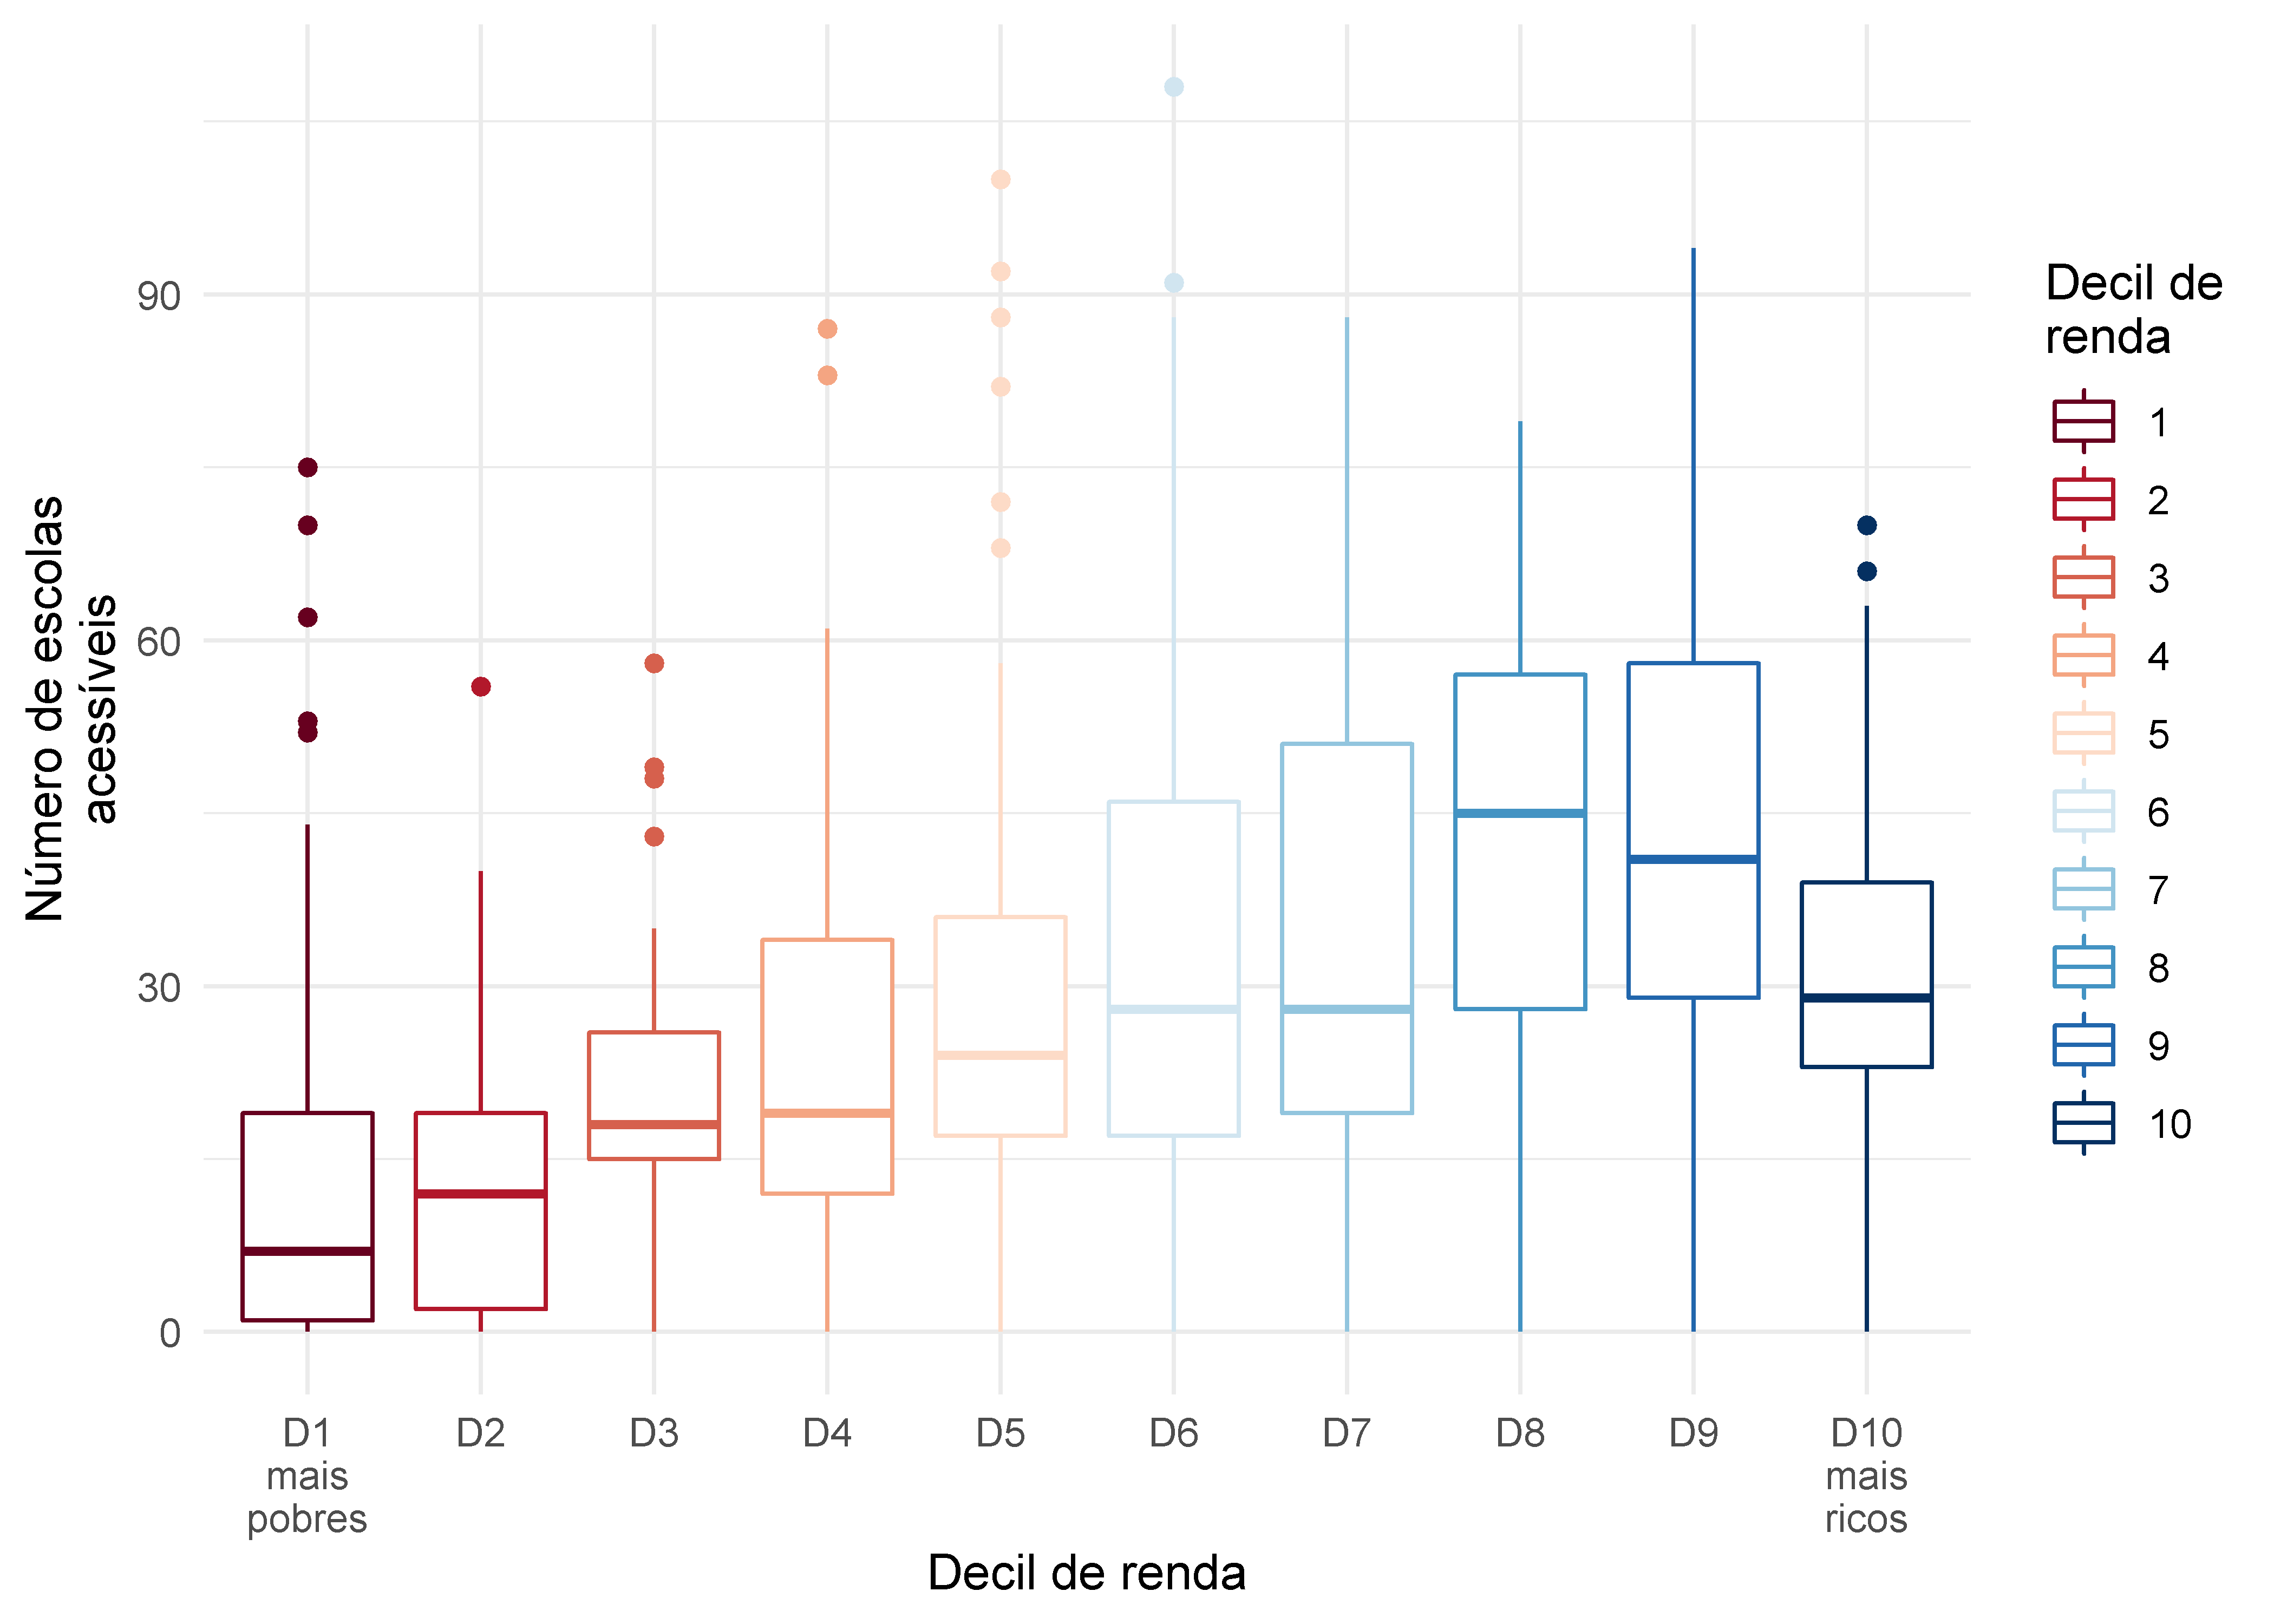 Número de escolas
acessíveis
90
60
30
0
D1
mais
pobres
D2
D3
D4
D5
D6
D7
D8
D9
D10
mais
ricos
Decil de renda
Decil de
renda
1
2
3
4
5
6
7
8
9
10